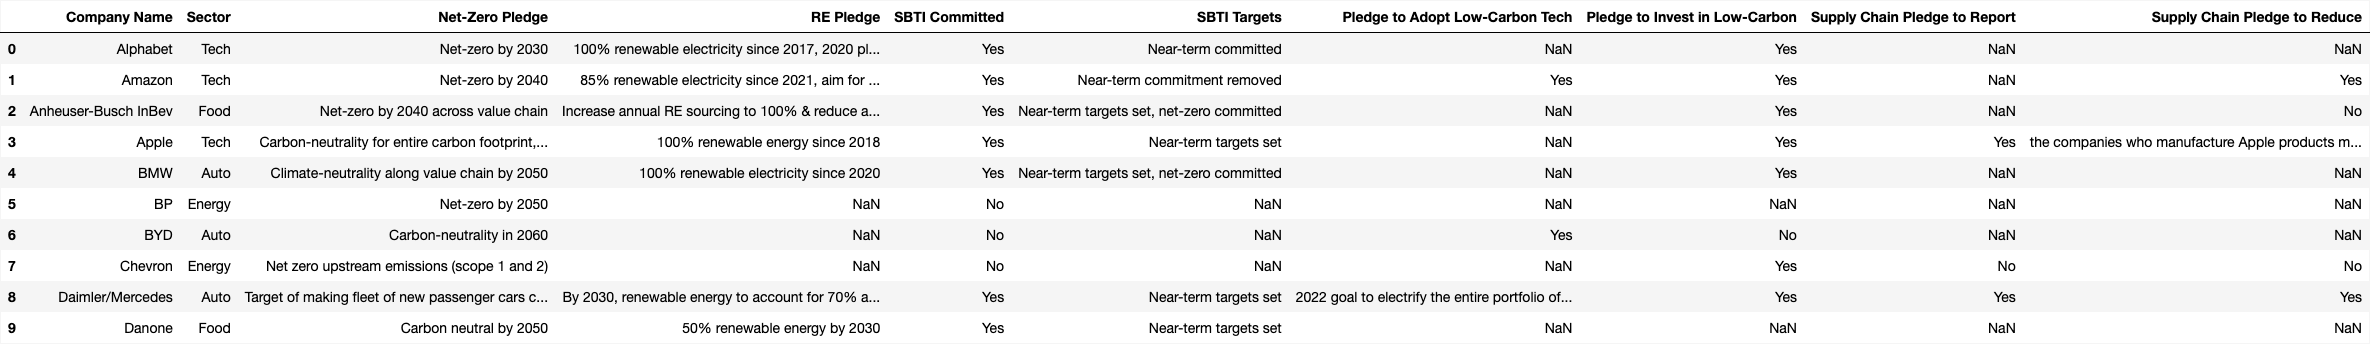 Company Name Sector Net-Zero Pledge RE Pledge SBTI Committed SBTI Targets Pledge to Adopt Low-Carbon Tech Pledge to Invest in Low-Carbon Supply Chain Pledge to Report Supply Chain Pledge to Reduce
0 Alphabet Tech Net-zero by 2030 100% renewable electricity since 2017, 2020 pl... Yes Near-term committed NaN Yes NaN NaN
1 Amazon Tech Net-zero by 2040 85% renewable electricity since 2021, aim for ... Yes Near-term commitment removed Yes Yes NaN Yes
2 Anheuser-Busch InBev Food Net-zero by 2040 across value chain Increase annual RE sourcing to 100% & reduce a... Yes Near-term targets set, net-zero committed NaN Yes NaN No
3 Apple Tech Carbon-neutrality for entire carbon footprint,... 100% renewable energy since 2018 Yes Near-term targets set NaN Yes Yes the companies who manufacture Apple products m...
4 BMW Auto Climate-neutrality along value chain by 2050 100% renewable electricity since 2020 Yes Near-term targets set, net-zero committed NaN Yes NaN NaN
5 BP Energy Net-zero by 2050 NaN No NaN NaN NaN NaN NaN
6 BYD Auto Carbon-neutrality in 2060 NaN No NaN Yes No NaN NaN
7 Chevron Energy Net zero upstream emissions (scope 1 and 2) NaN No NaN NaN Yes No No
8 Daimler/Mercedes Auto Target of making fleet of new passenger cars c... By 2030, renewable energy to account for 70% a... Yes Near-term targets set 2022 goal to electrify the entire portfolio of... Yes Yes Yes
9 Danone Food Carbon neutral by 2050 50% renewable energy by 2030 Yes Near-term targets set NaN NaN NaN NaN